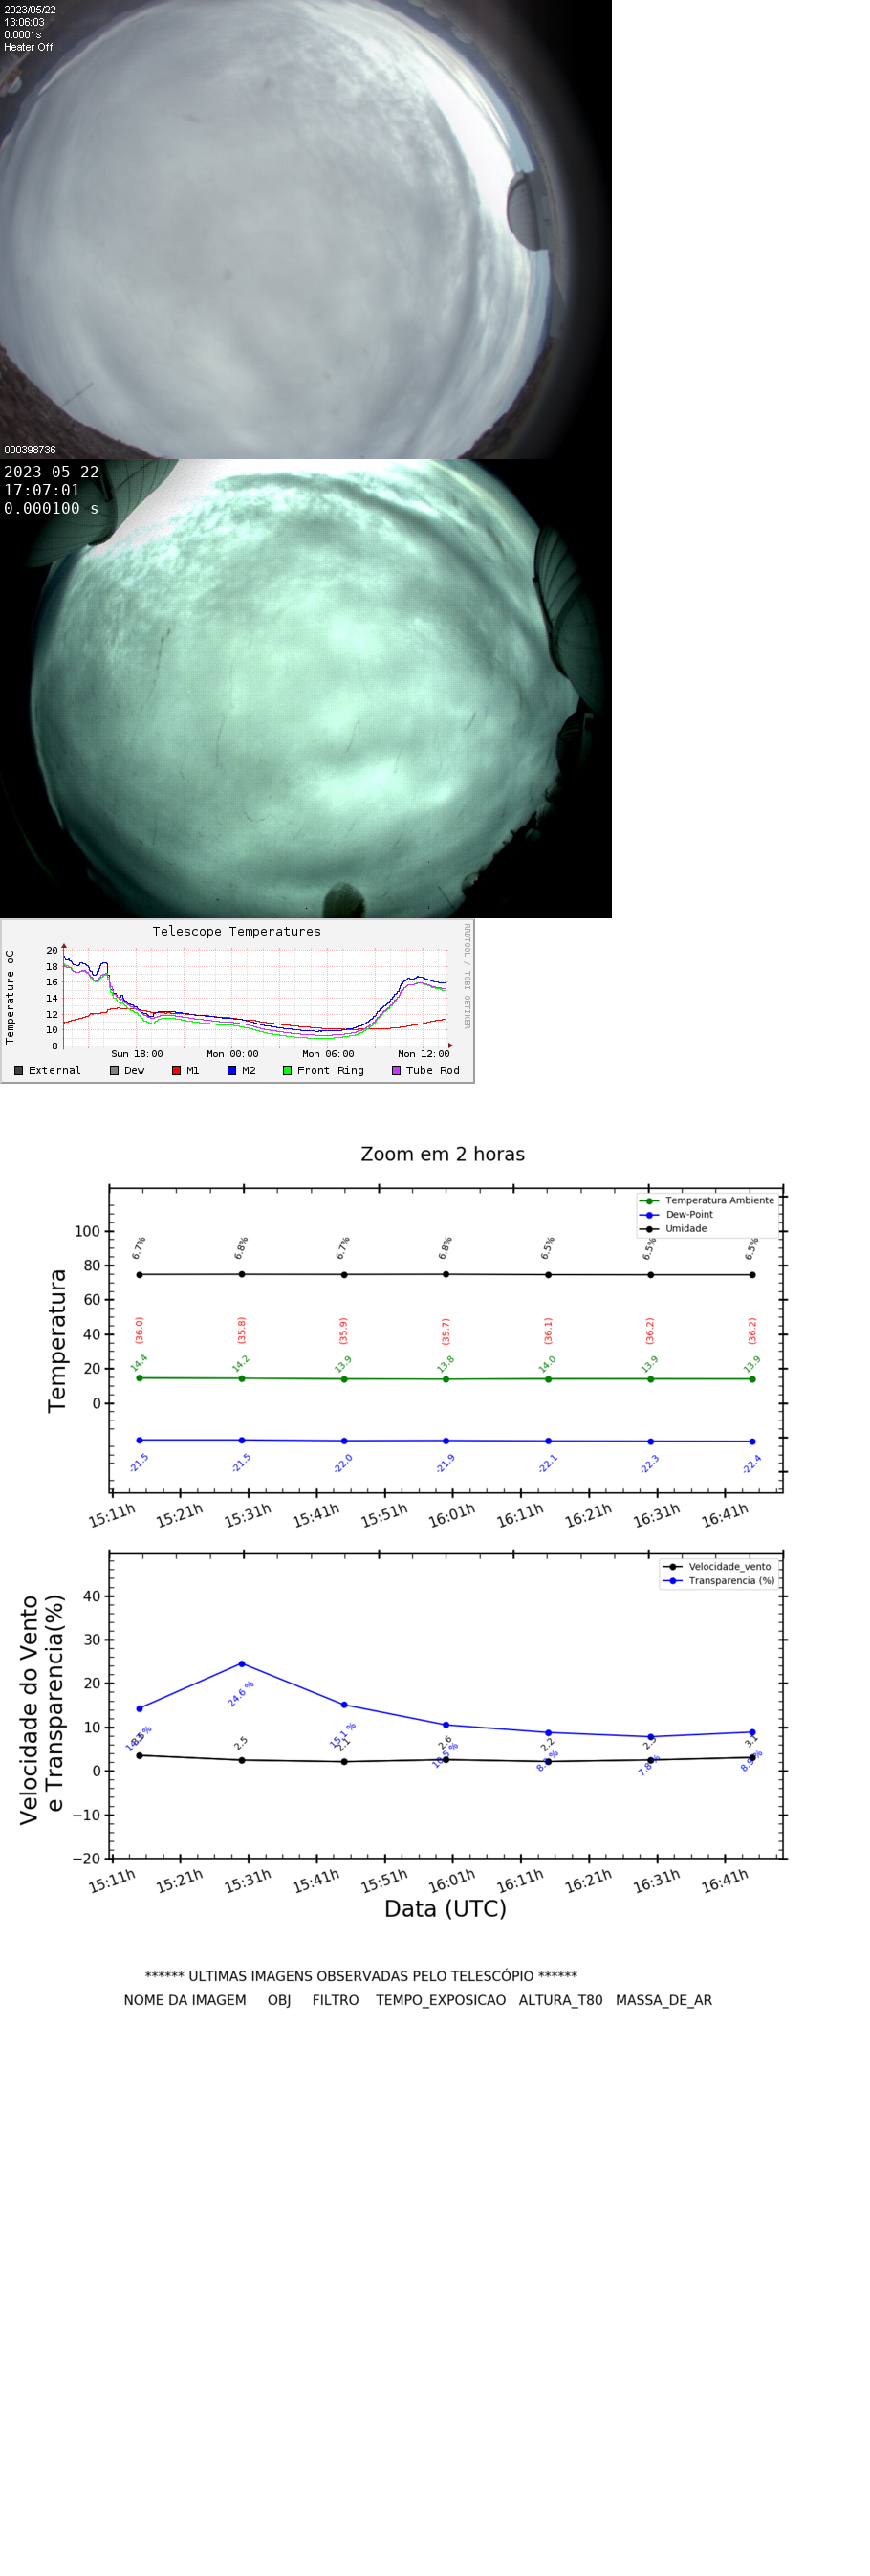 2023/05/22
13:06:03
0.0001s
Heater Off
000398736
2023-05-22
17:07:01
0.000100 s
Telescope Temperatures
RRDTOOL / TOBI OETIKER
Temperature oC
20
18
16
14
12
10
8
Sun 18:00 Mon 00:00 Mon 06:00 Mon 12:00
External Dew M1 M2 Front Ring Tube Rod
Zoom em 2 horas
Temperatura Ambiente
Dew-Point
Umidade
Temperatura
100
80
60
40
20
0
6.7% 6.8% 6.7% 6.8% 6.5% 6.5% 6.5%
(36.0) (35.8) (35.9) (35.7) (36.1) (36.2) (36.2)
14.4 14.2 13.9 13.8 14.0 13.9 13.9
-21.5 -21.5 -22.0 -21.9 -22.1 -22.3 -22.4
15:11h 15:21h 15:31h 15:41h 15:51h 16:01h 16:11h 16:21h 16:31h 16:41h
Velocidade_vento
Transparencia (%)
Velocidade do Vento
e Transparencia(%)
40
30
20
10
0
−10
−20
24.6 % 15.1 %
2.5 2.1 2.6 2.2 3.1
15:11h 15:21h 15:31h 15:41h 15:51h 16:01h 16:11h 16:21h 16:31h 16:41h
Data (UTC)
****** ULTIMAS IMAGENS OBSERVADAS PELO TELESCÓPIO ******
NOME DA IMAGEM OBJ FILTRO TEMPO_EXPOSICAO ALTURA_T80 MASSA_DE_AR